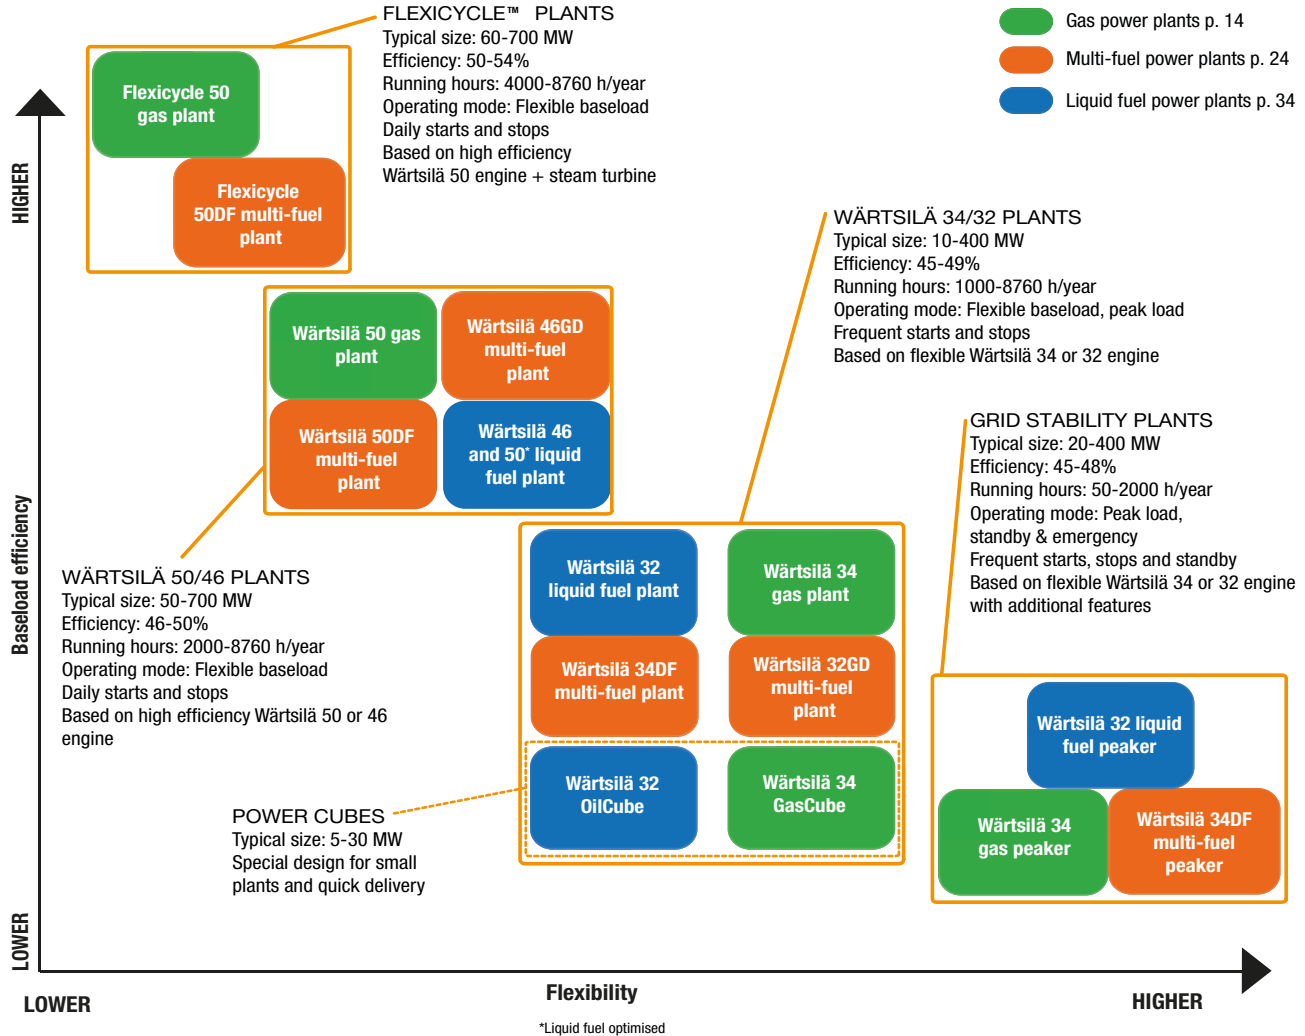 FLEXICYCLE™ PLANTS
Typical size: 60-700 MW
Efficiency: 50-54%
Running hours: 4000-8760 h/year
Operating mode: Flexible baseload
Daily starts and stops
Based on high efficiency
Wärtsilä 50 engine + steam turbine
Gas power plants p. 14
Multi-fuel power plants p. 24
Liquid fuel power plants p. 34
Flexicycle 50
gas plant
Flexicycle
50DF multi-fuel
plant
HIGHER
Baseload efficiency
LOWER
WÄRTSILÄ 34/32 PLANTS
Typical size: 10-400 MW
Efficiency: 45-49%
Running hours: 1000-8760 h/year
Operating mode: Flexible baseload, peak load
Frequent starts and stops
Based on flexible Wärtsilä 34 or 32 engine
Wärtsilä 50 gas
plant
Wärtsilä 46GD
multi-fuel
plant
Wärtsilä 50DF
multi-fuel
plant
Wärtsilä 46
and 50* liquid
fuel plant
GRID STABILITY PLANTS
Typical size: 20-400 MW
Efficiency: 45-48%
Running hours: 50-2000 h/year
Operating mode: Peak load,
standby & emergency
Frequent starts, stops and standby
Based on flexible Wärtsilä 34 or 32 engine
with additional features
WÄRTSILÄ 50/46 PLANTS
Typical size: 50-700 MW
Efficiency: 46-50%
Running hours: 2000-8760 h/year
Operating mode: Flexible baseload
Daily starts and stops
Based on high efficiency Wärtsilä 50 or 46
engine
Wärtsilä 32
liquid fuel plant
Wärtsilä 34
gas plant
Wärtsilä 34DF
multi-fuel plant
Wärtsilä 32GD
multi-fuel
plant
Wärtsilä 32
OilCube
Wärtsilä 34
GasCube
POWER CUBES
Typical size: 5-30 MW
Special design for small
plants and quick delivery
Wärtsilä 32 liquid
fuel peaker
Wärtsilä 34
gas peaker
Wärtsilä 34DF
multi-fuel
peaker
LOWER
Flexibility
HIGHER
*Liquid fuel optimised